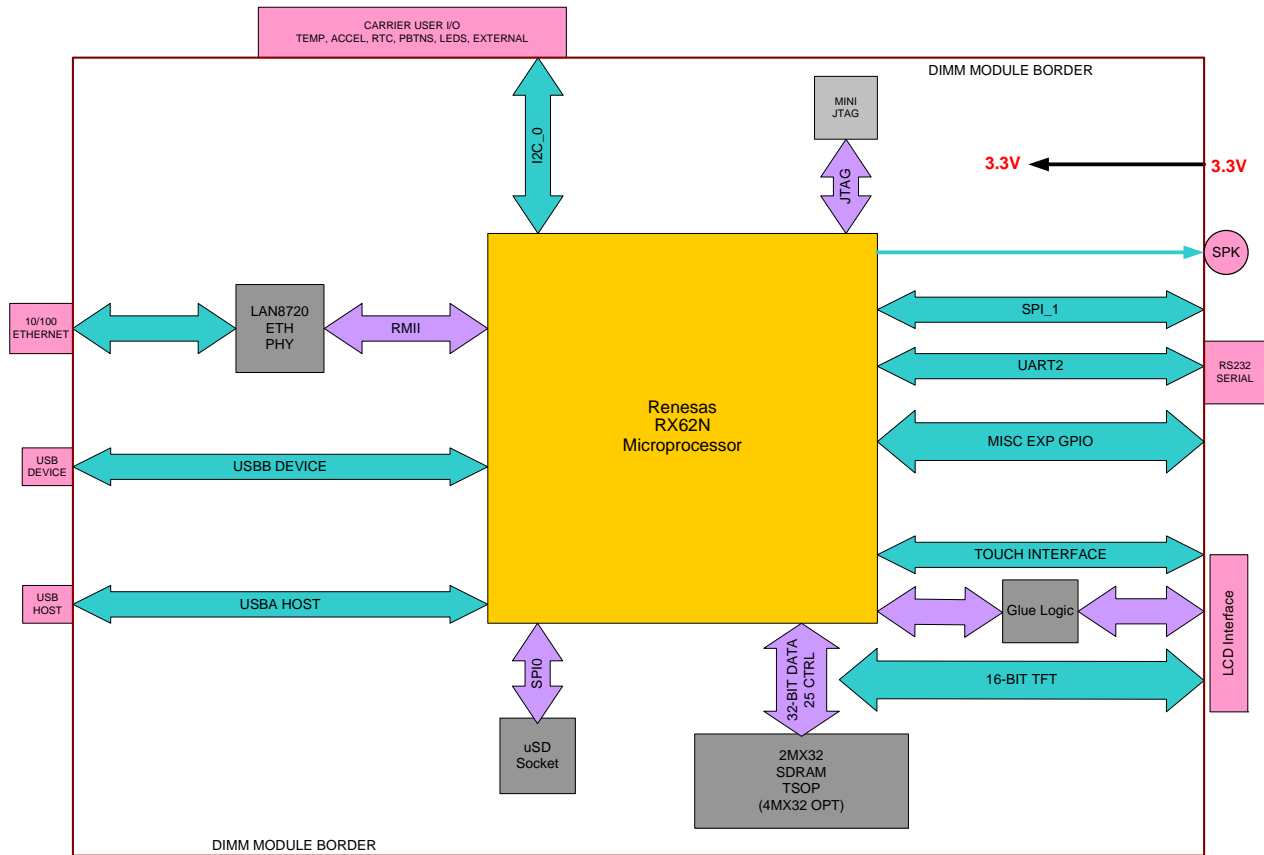 CARRIER USER I/O
TEMP, ACCEL, RTC, PBTNS, LEDS, EXTERNAL
DIMM MODULE BORDER
MINI
JTAG
I2C_0
JTAG
3.3V
3.3V
SPK
10/100
ETHERNET
LAN8720
ETH
PHY
RMII
SPI_1
UART2
RS232
SERIAL
Renesas
RX62N
Microprocessor
MISC EXP GPIO
USB
DEVICE
USBB DEVICE
TOUCH INTERFACE
USB
HOST
USBA HOST
Glue Logic
LCD Interface
SPI0
32-BIT DATA
25 CTRL
16-BIT TFT
uSD
Socket
2MX32
SDRAM
TSOP
(4MX32 OPT)
DIMM MODULE BORDER